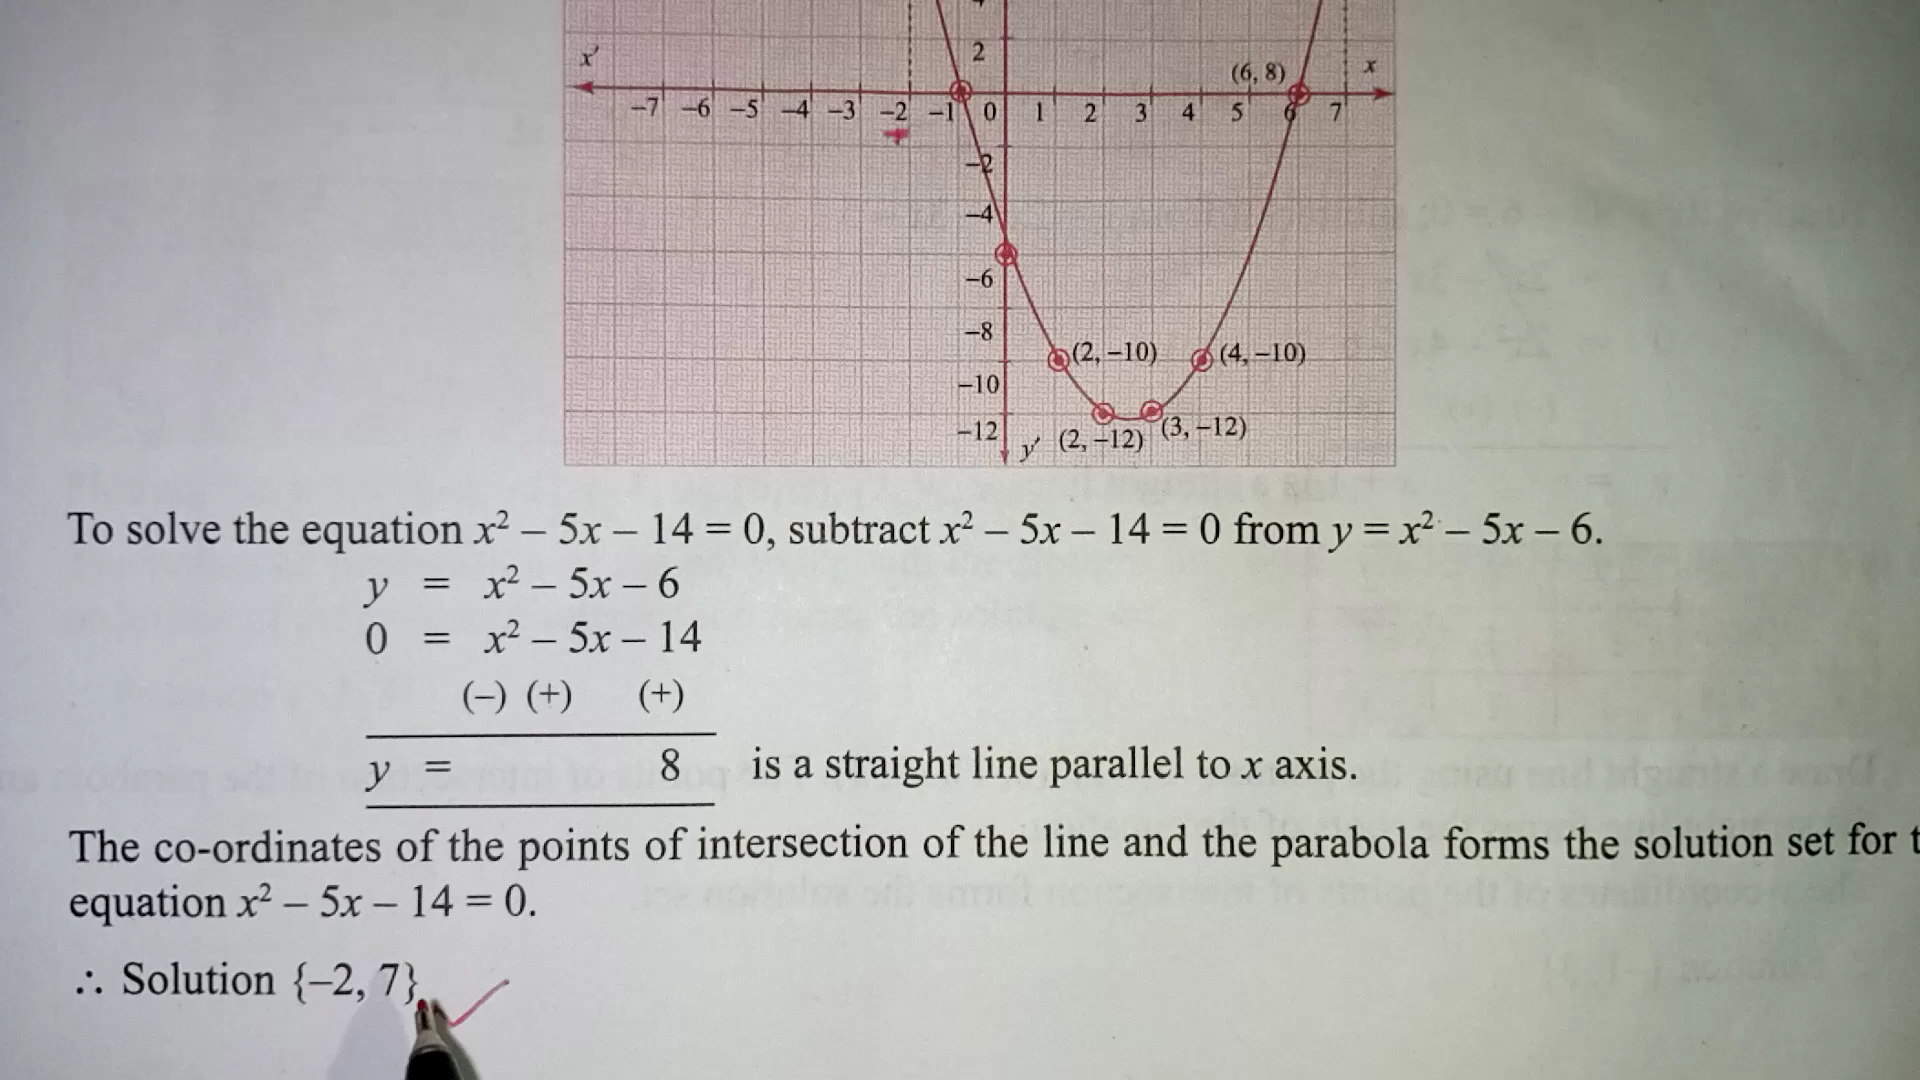 2
x′
(6, 8)
x
−7 −6 −5 −4 −3 −2 −1 0 1 2 3 4 5 6 7
−2
−4
−6
−8
(2, −10) (4, −10)
−10
−12 y′ (2, −12) (3, −12)
To solve the equation x² − 5x − 14 = 0, subtract x² − 5x − 14 = 0 from y = x² − 5x − 6.
y = x² − 5x − 6
0 = x² − 5x − 14
(−) (+) (+)
y = 8 is a straight line parallel to x axis.
The co-ordinates of the points of intersection of the line and the parabola forms the solution set for
equation x² − 5x − 14 = 0.
∴ Solution {−2, 7}